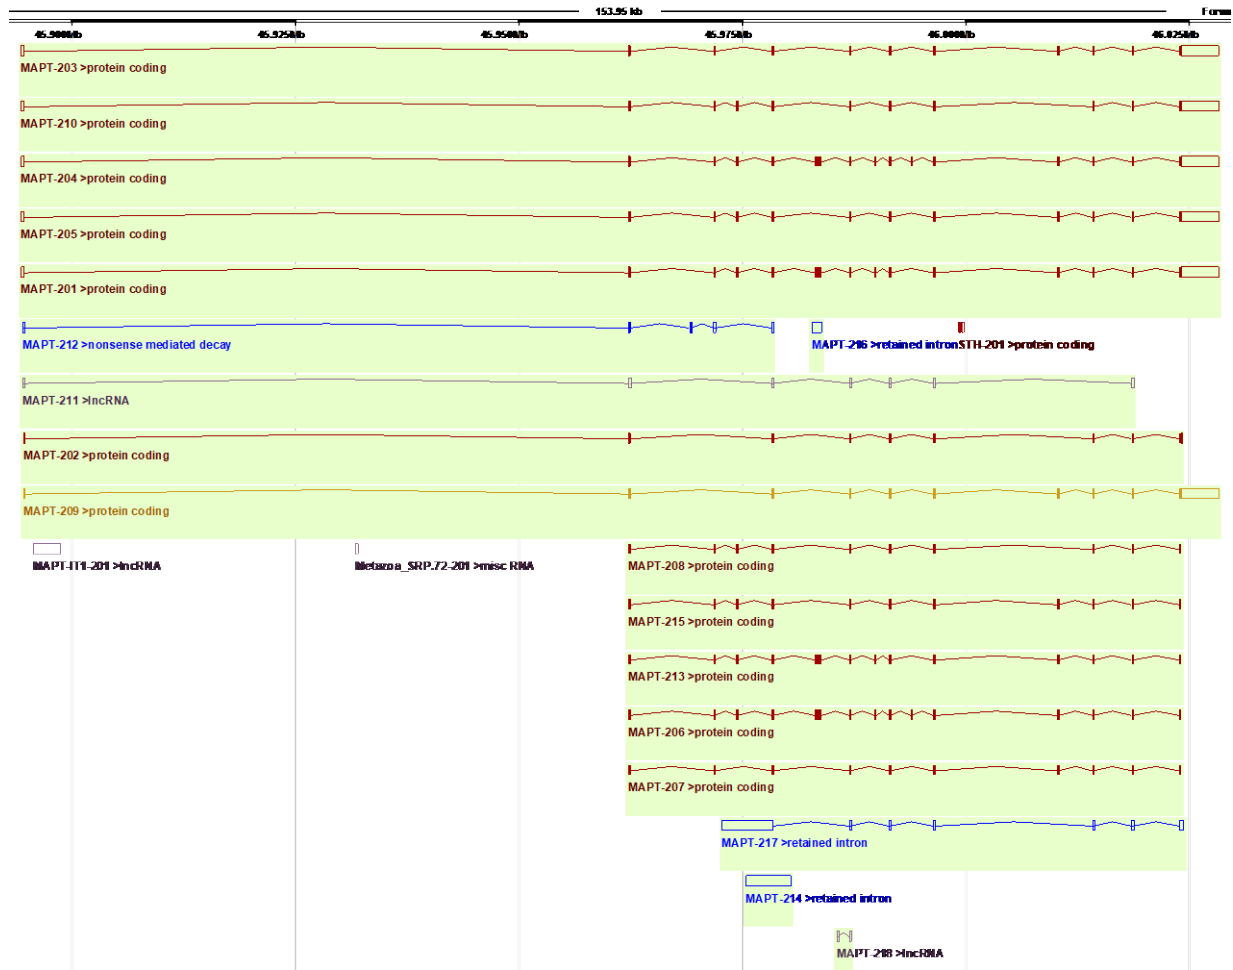 153.95 kb
Forw
45.900Mb 45.925Mb 45.950Mb 45.975Mb 46.000Mb 46.025Mb
MAPT-203 >protein coding
MAPT-210 >protein coding
MAPT-204 >protein coding
MAPT-205 >protein coding
MAPT-201 >protein coding
MAPT-212 >nonsense mediated decay
MAPT-216 >retained intron
STH-201 >protein coding
MAPT-211 >lncRNA
MAPT-202 >protein coding
MAPT-209 >protein coding
MAPT-IT1-201 >lncRNA
Metazoa_SRP.72-201 >misc RNA
MAPT-208 >protein coding
MAPT-215 >protein coding
MAPT-213 >protein coding
MAPT-206 >protein coding
MAPT-207 >protein coding
MAPT-217 >retained intron
MAPT-214 >retained intron
MAPT-218 >lncRNA